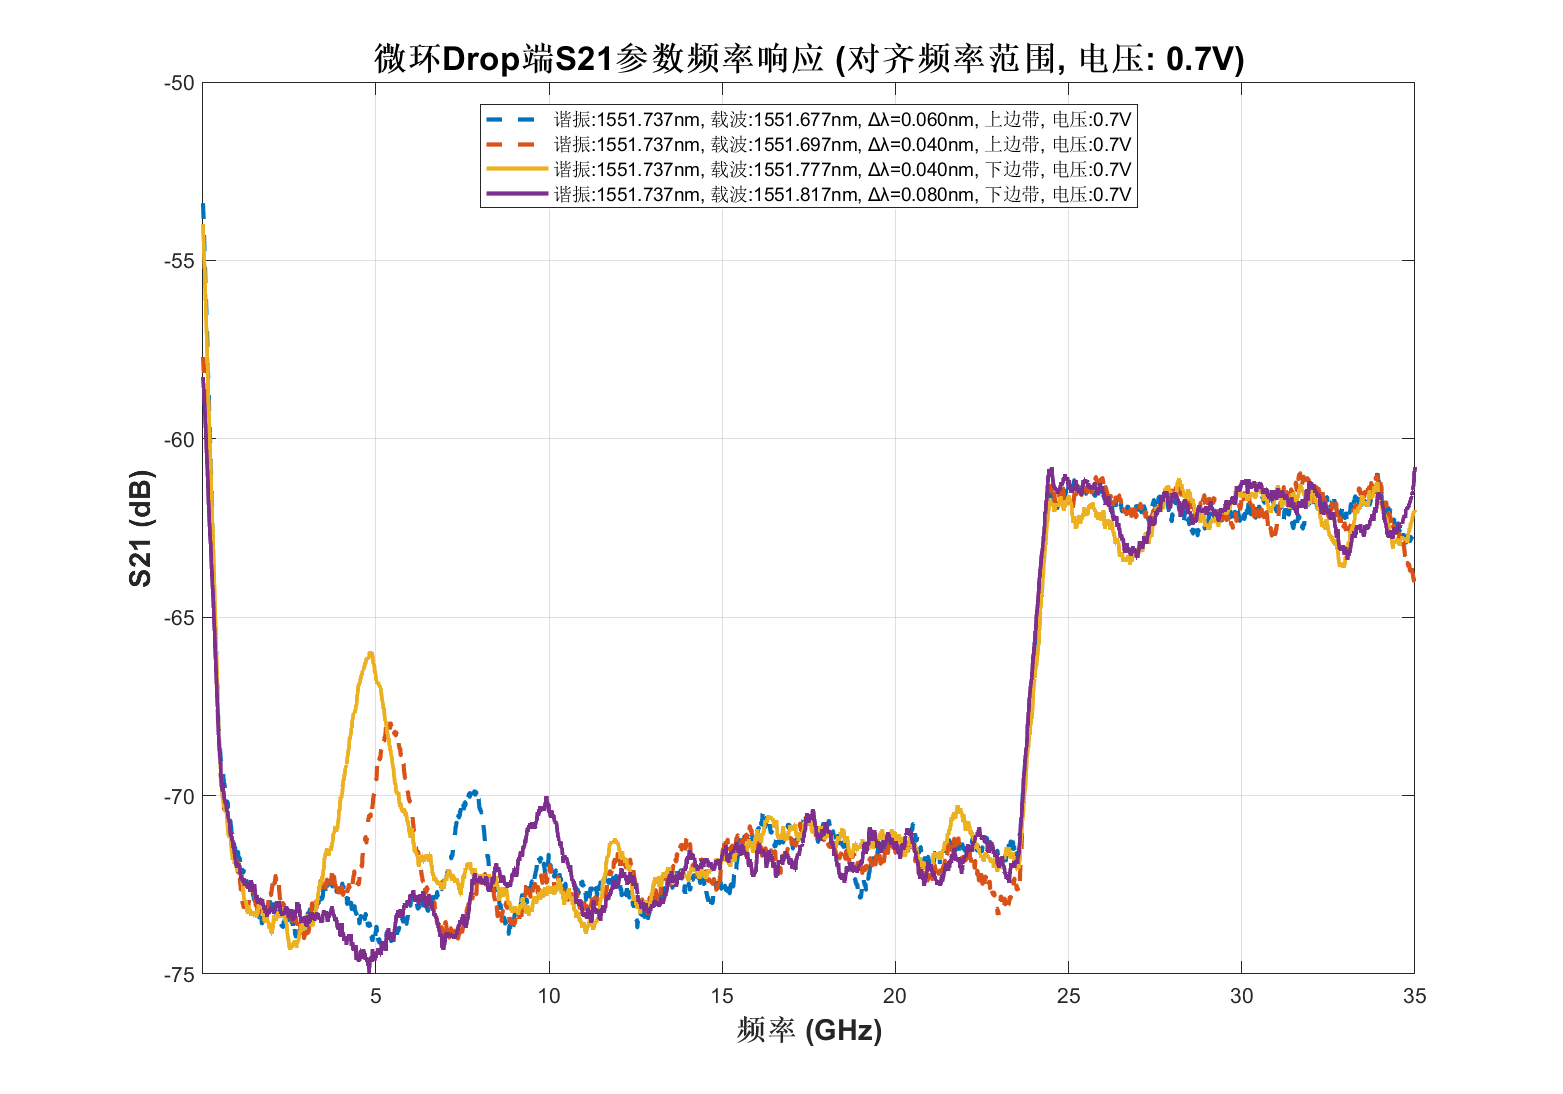 微环Drop端S21参数频率响应 (对齐频率范围, 电压: 0.7V)
谐振:1551.737nm, 载波:1551.677nm, Δλ=0.060nm, 上边带, 电压:0.7V
谐振:1551.737nm, 载波:1551.697nm, Δλ=0.040nm, 上边带, 电压:0.7V
谐振:1551.737nm, 载波:1551.777nm, Δλ=0.040nm, 下边带, 电压:0.7V
谐振:1551.737nm, 载波:1551.817nm, Δλ=0.080nm, 下边带, 电压:0.7V
S21 (dB)
-50
-55
-60
-65
-70
-75
5 10 15 20 25 30 35
频率 (GHz)